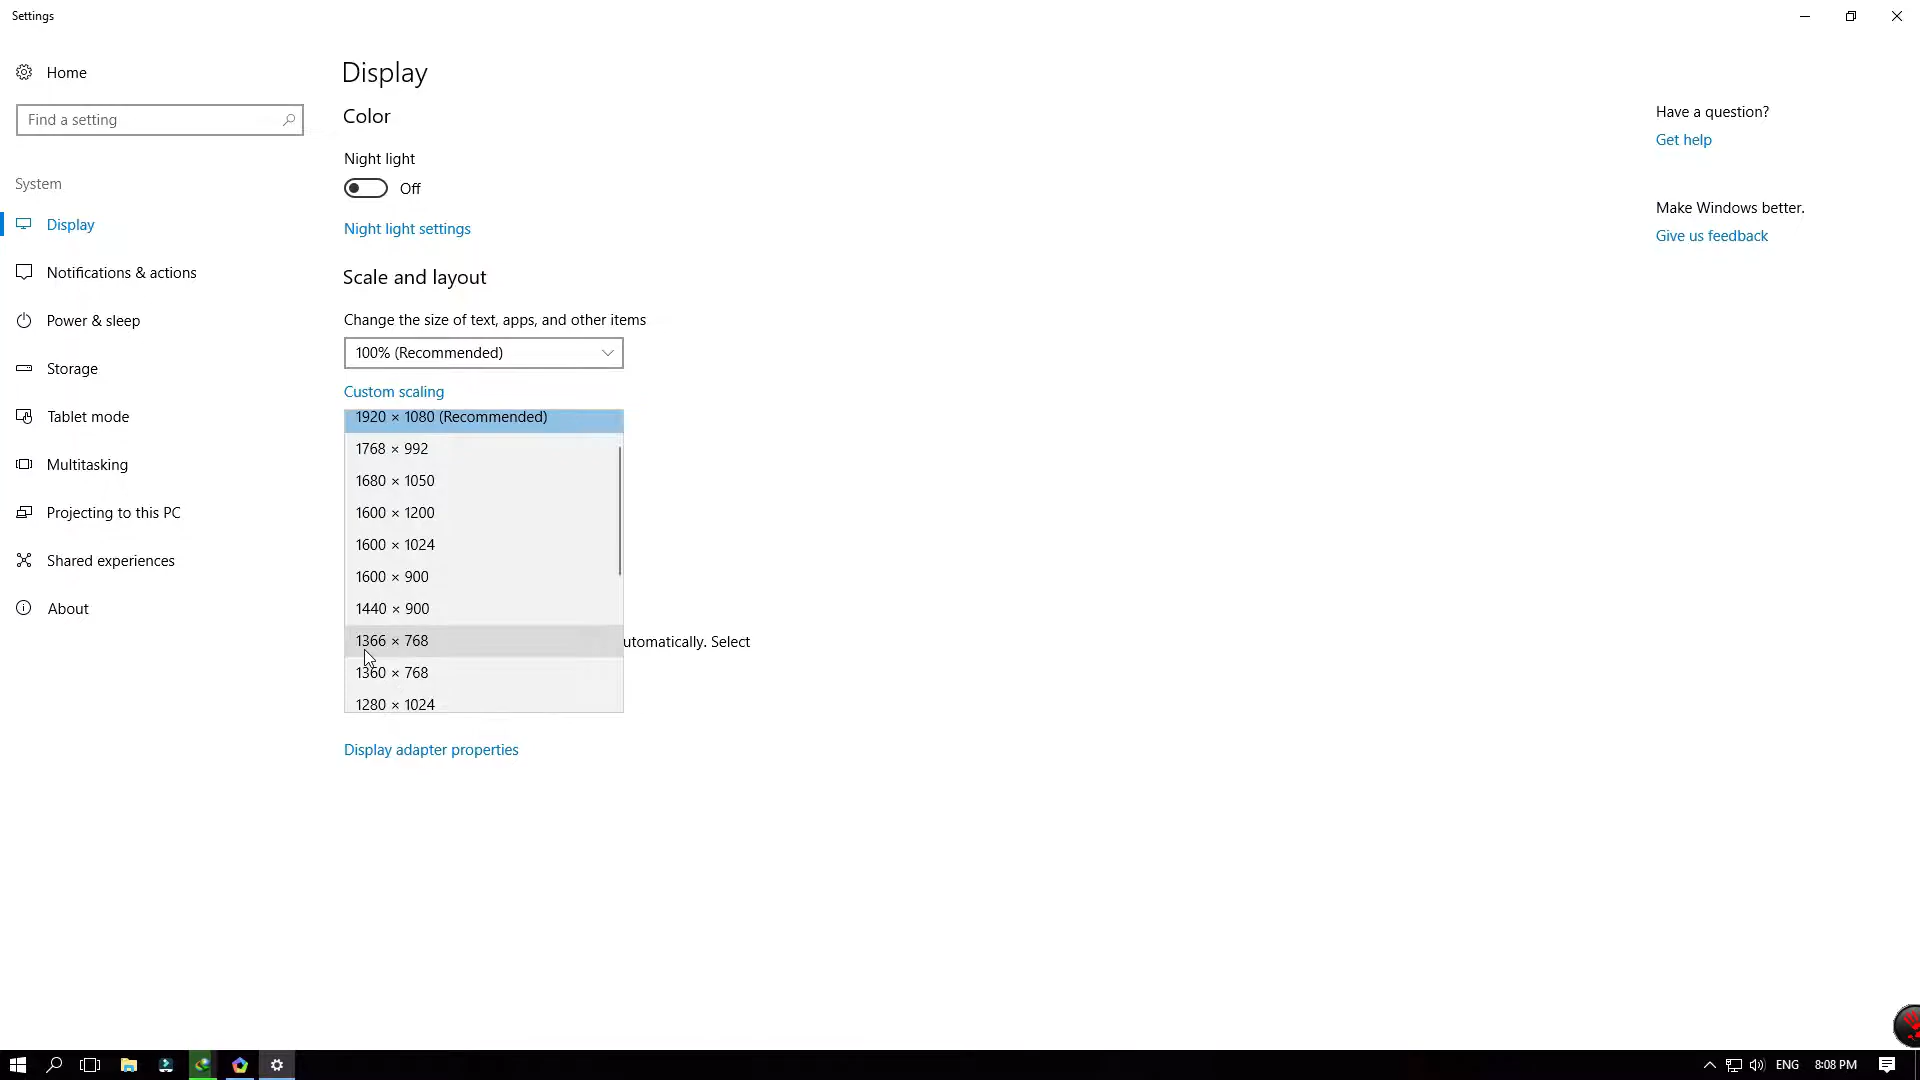 Settings
Home
Find a setting
System
Display
Notifications & actions
Power & sleep
Storage
Tablet mode
Multitasking
Projecting to this PC
Shared experiences
About
Display
Color
Night light
Off
Night light settings
Scale and layout
Change the size of text, apps, and other items
100% (Recommended)
Custom scaling
1920 × 1080 (Recommended)
1768 × 992
1680 × 1050
1600 × 1200
1600 × 1024
1600 × 900
1440 × 900
1366 × 768
utomatically. Select
1360 × 768
1280 × 1024
Display adapter properties
Have a question?
Get help
Make Windows better.
Give us feedback
ENG
8:08 PM